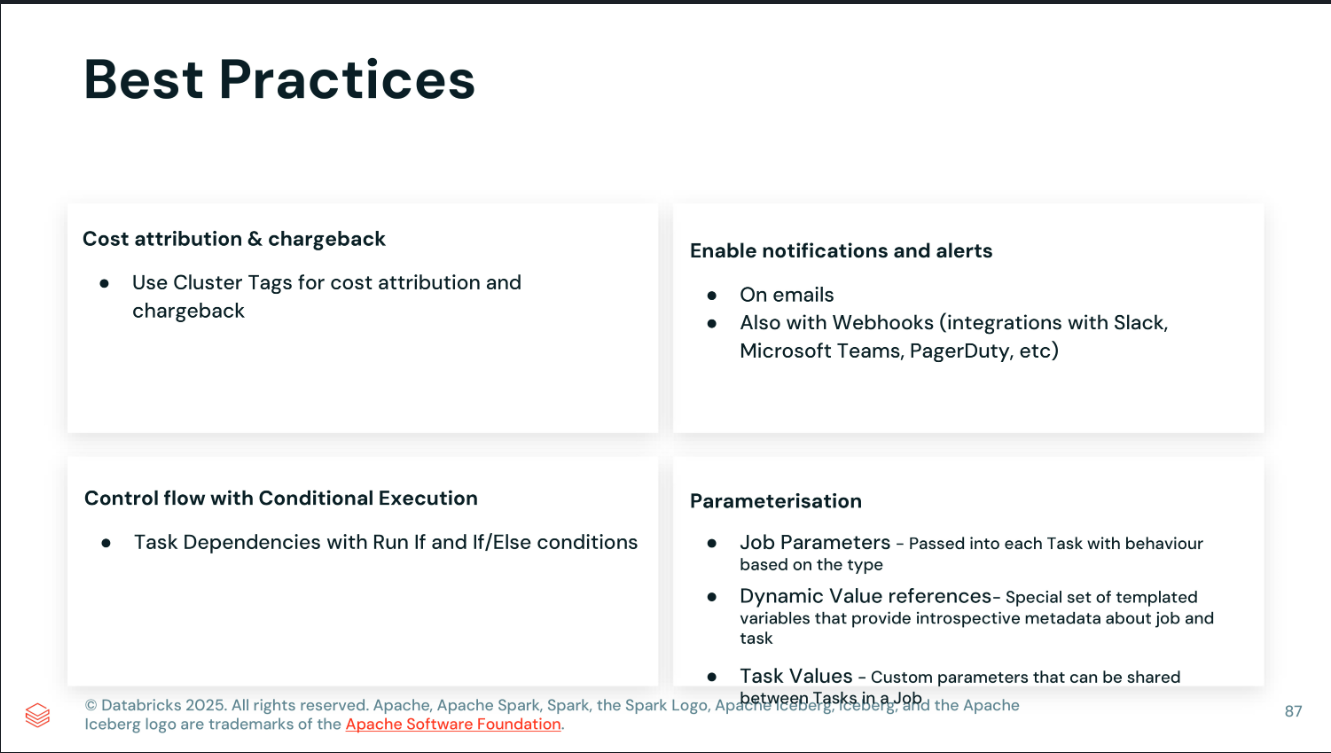 Best Practices
Cost attribution & chargeback
● Use Cluster Tags for cost attribution and
chargeback
Enable notifications and alerts
● On emails
● Also with Webhooks (integrations with Slack,
Microsoft Teams, PagerDuty, etc)
Control flow with Conditional Execution
● Task Dependencies with Run If and If/Else conditions
Parameterisation
● Job Parameters - Passed into each Task with behaviour
based on the type
● Dynamic Value references- Special set of templated
variables that provide introspective metadata about job and
task
● Task Values - Custom parameters that can be shared
between Tasks in a Job
© Databricks 2025. All rights reserved. Apache, Apache Spark, Spark, the Spark Logo, Apache Iceberg, Iceberg, and the Apache
Iceberg logo are trademarks of the Apache Software Foundation.
87